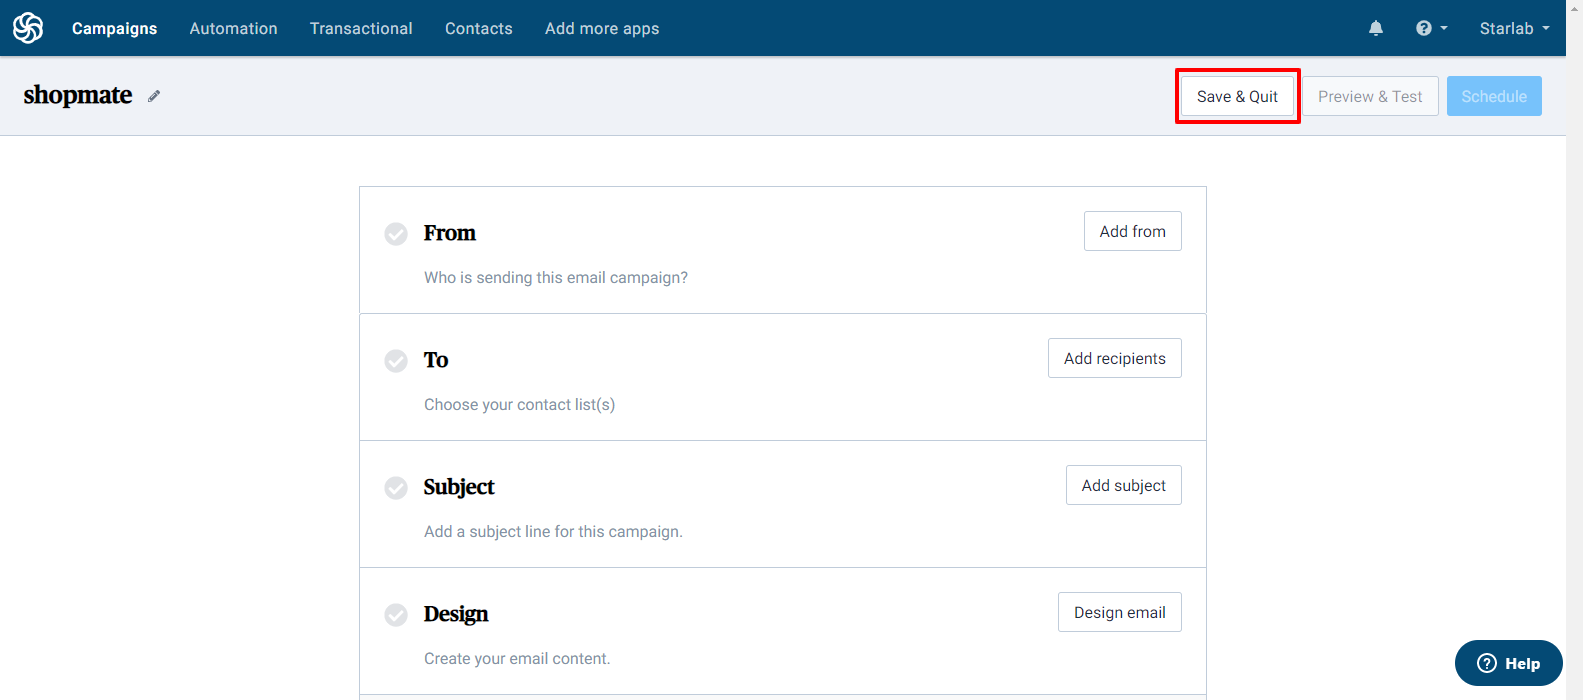 Campaigns Automation Transactional Contacts Add more apps Starlab
shopmate Save & Quit Preview & Test Schedule
From Add from
Who is sending this email campaign?
To Add recipients
Choose your contact list(s)
Subject Add subject
Add a subject line for this campaign.
Design Design email
Create your email content.
? Help